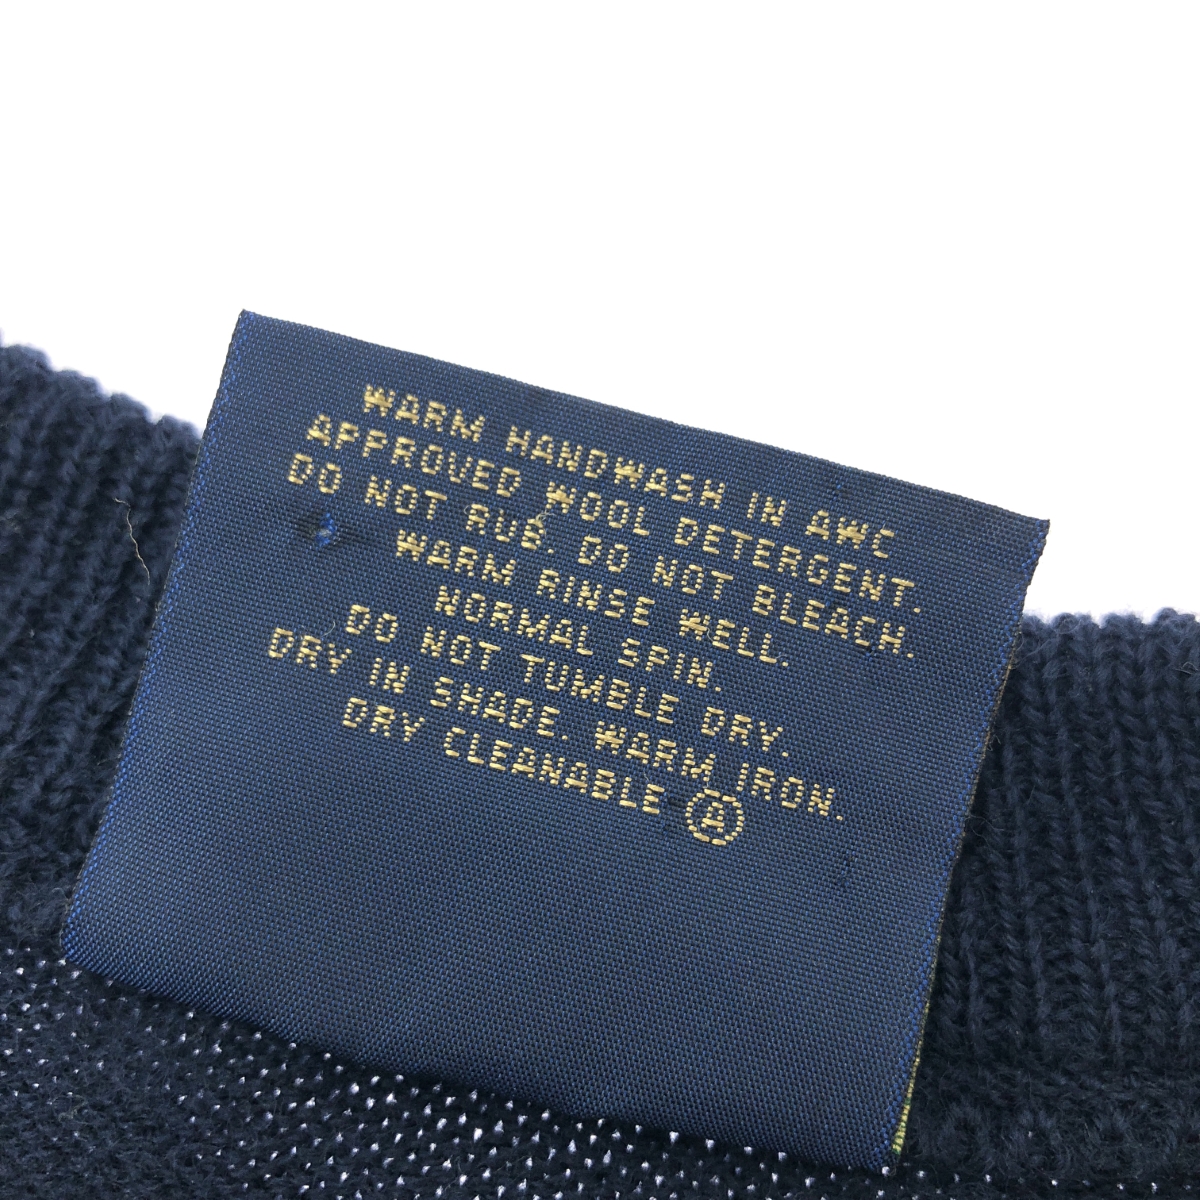 WARM HANDWASH IN AWC
APPROVED WOOL DETERGENT.
DO NOT RUB. DO NOT BLEACH.
WARM RINSE WELL.
NORMAL SPIN.
DO NOT TUMBLE DRY.
DRY IN SHADE. WARM IRON.
DRY CLEANABLE Ⓐ